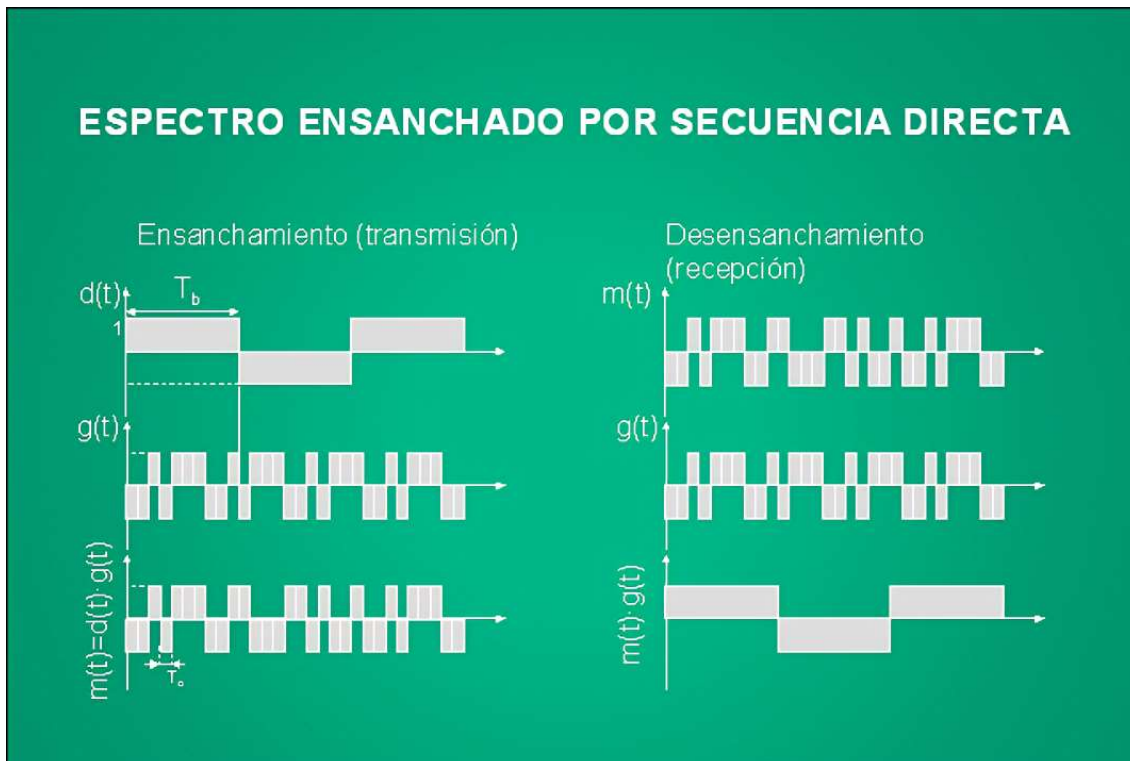 ESPECTRO ENSANCHADO POR SECUENCIA DIRECTA
Ensanchamiento (transmisión)
d(t)
T_b
1
g(t)
m(t)=d(t)·g(t)
T_c
Desensanchamiento
(recepción)
m(t)
g(t)
m(t)·g(t)